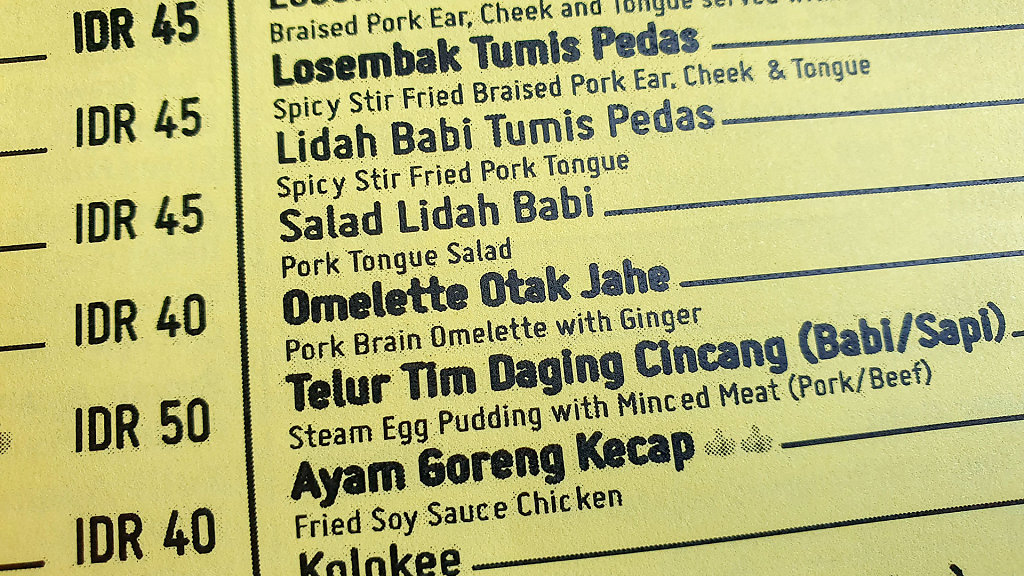 IDR 45
IDR 45
IDR 45
IDR 40
IDR 50
IDR 40
Braised Pork Ear, Cheek and Tongue served
Losembak Tumis Pedas
Spicy Stir Fried Braised Pork Ear, Cheek & Tongue
Lidah Babi Tumis Pedas
Spicy Stir Fried Pork Tongue
Salad Lidah Babi
Pork Tongue Salad
Omelette Otak Jahe
Pork Brain Omelette with Ginger
Telur Tim Daging Cincang (Babi/Sapi)
Steam Egg Pudding with Minced Meat (Pork/Beef)
Ayam Goreng Kecap
Fried Soy Sauce Chicken
Kolokee